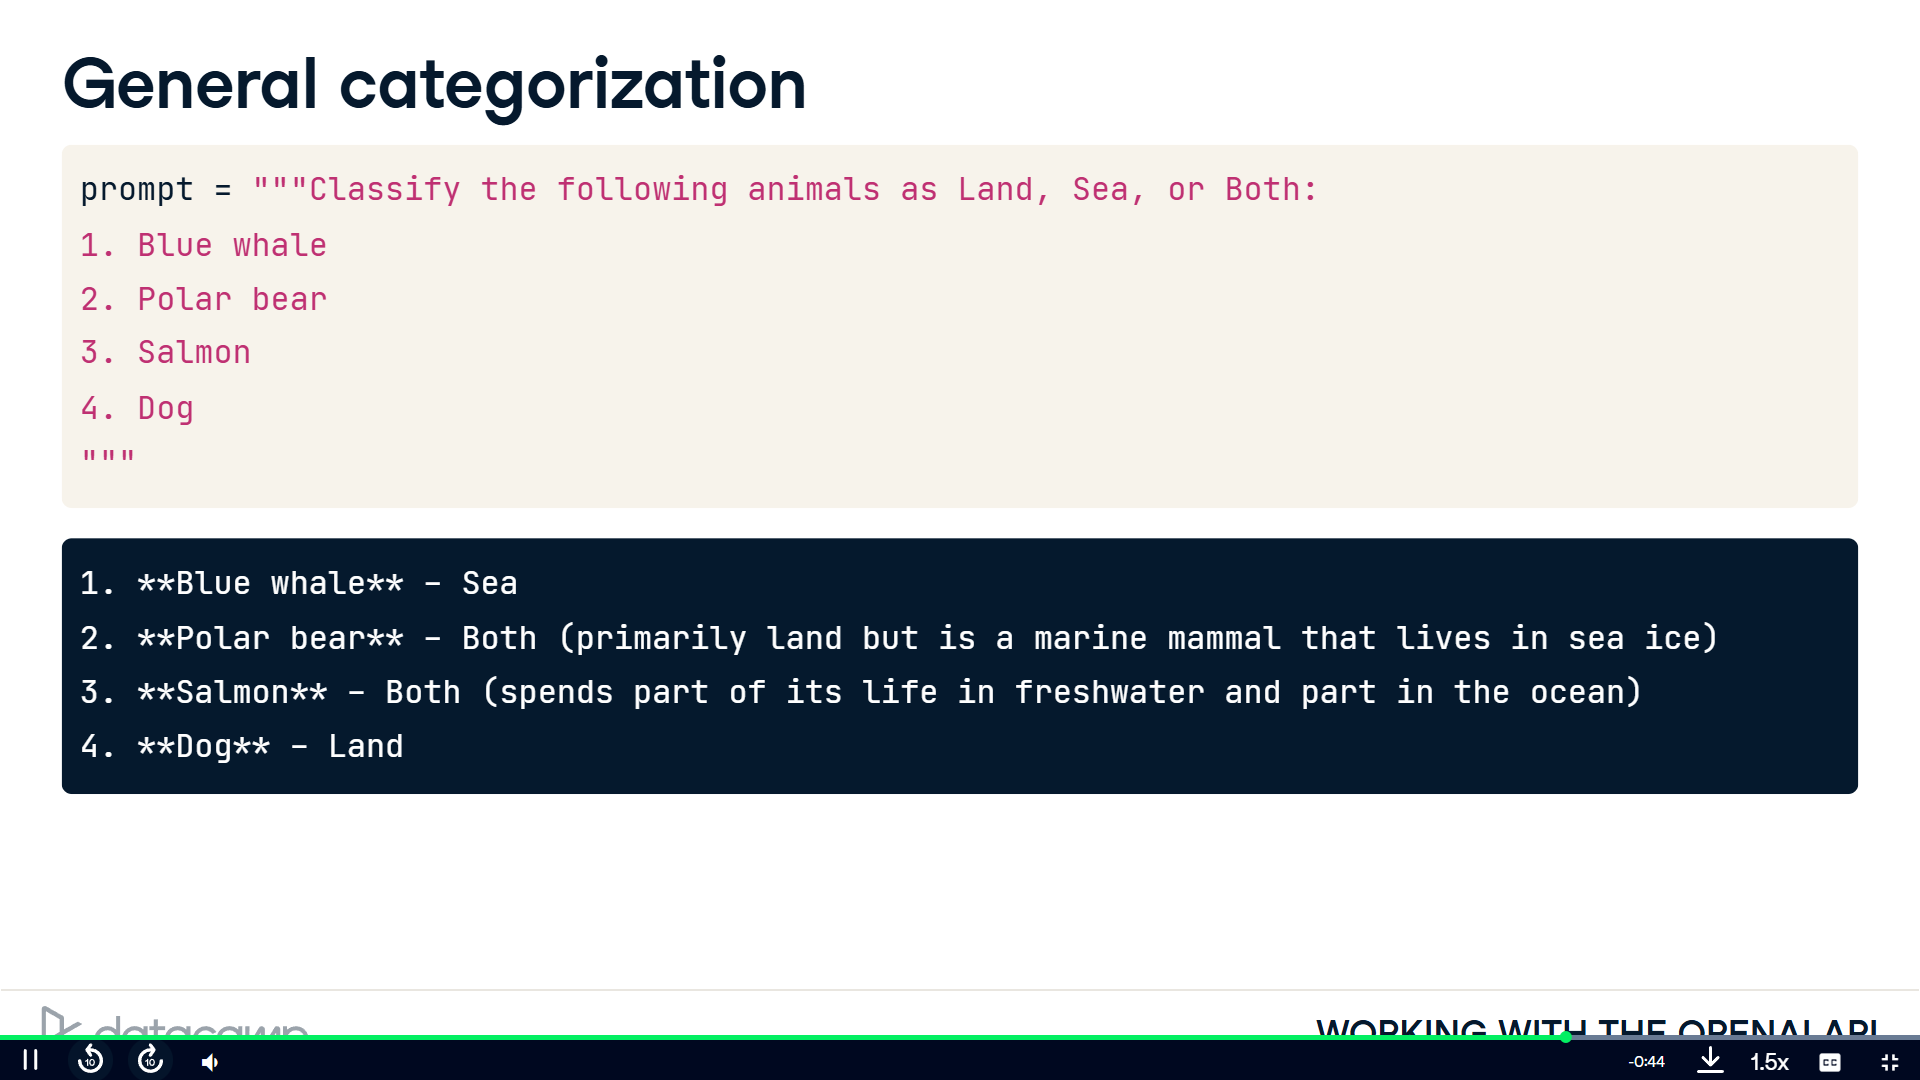 General categorization
prompt = """Classify the following animals as Land, Sea, or Both:
1. Blue whale
2. Polar bear
3. Salmon
4. Dog
"""
1. **Blue whale** - Sea
2. **Polar bear** - Both (primarily land but is a marine mammal that lives in sea ice)
3. **Salmon** - Both (spends part of its life in freshwater and part in the ocean)
4. **Dog** - Land
datacamp
WORKING WITH THE OPENAI API
10
10
-0:44
1.5x
CC